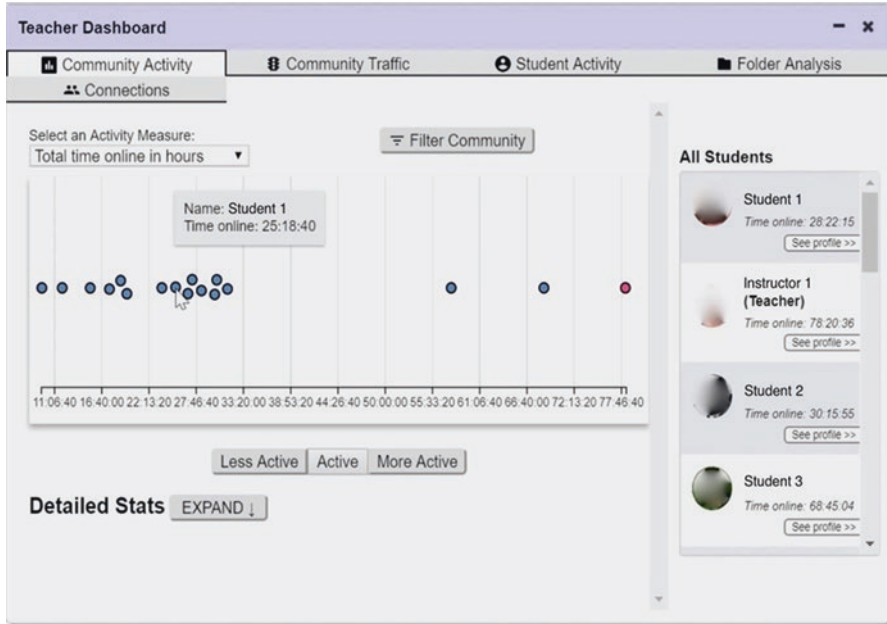 Teacher Dashboard
Community Activity
Community Traffic
Student Activity
Folder Analysis
Connections
Select an Activity Measure:
Total time online in hours
Filter Community
Name: Student 1
Time online: 25:18:40
11:06:40 16:40:00 22:13:20 27:46:40 33:20:00 38:53:20 44:26:40 50:00:00 55:33:20 61:06:40 66:40:00 72:13:20 77:46:40
Less Active Active More Active
Detailed Stats EXPAND ↓
All Students
Student 1
Time online: 28:22:15
See profile >>
Instructor 1
(Teacher)
Time online: 78:20:36
See profile >>
Student 2
Time online: 30:15:55
See profile >>
Student 3
Time online: 68:45:04
See profile >>